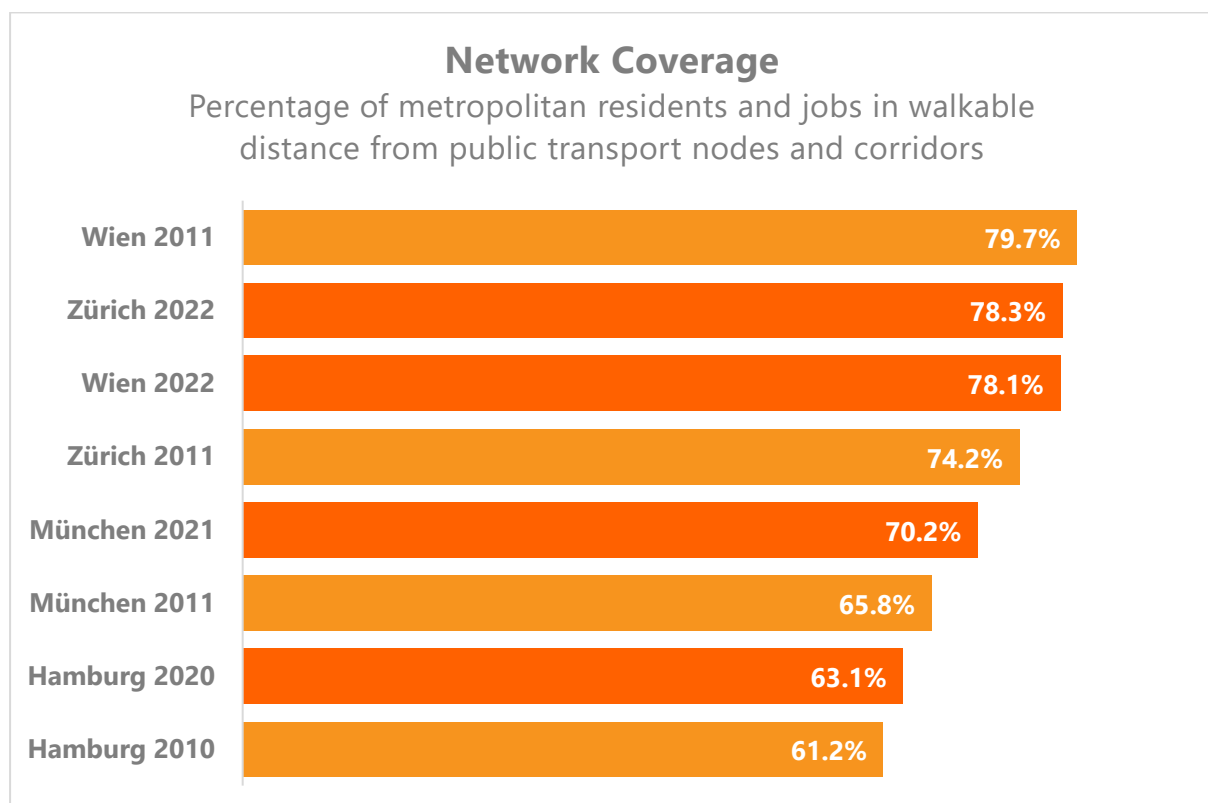 Network Coverage
Percentage of metropolitan residents and jobs in walkable
distance from public transport nodes and corridors
Wien 2011 79.7%
Zürich 2022 78.3%
Wien 2022 78.1%
Zürich 2011 74.2%
München 2021 70.2%
München 2011 65.8%
Hamburg 2020 63.1%
Hamburg 2010 61.2%